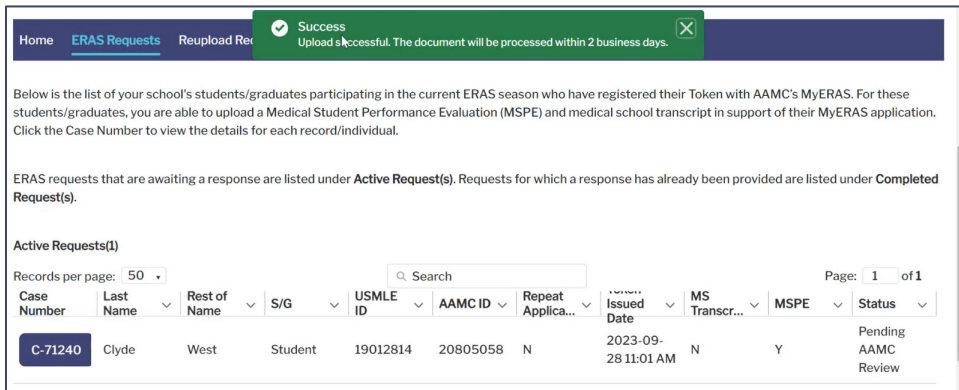 Success
Upload successful. The document will be processed within 2 business days.
Home ERAS Requests Reupload
Below is the list of your school's students/graduates participating in the current ERAS season who have registered their Token with AAMC's MyERAS. For these
students/graduates, you are able to upload a Medical Student Performance Evaluation (MSPE) and medical school transcript in support of their MyERAS application.
Click the Case Number to view the details for each record/individual.
ERAS requests that are awaiting a response are listed under Active Request(s). Requests for which a response has already been provided are listed under Completed
Request(s).
Active Requests(1)
Records per page: 50 Search Page: 1 of 1
Case Number Last Name Rest of Name S/G USMLE ID AAMC ID Repeat Applica... Token Issued Date MS Transcr... MSPE Status
C-71240 Clyde West Student 19012814 20805058 N 2023-09-28 11:01 AM N Y Pending AAMC Review